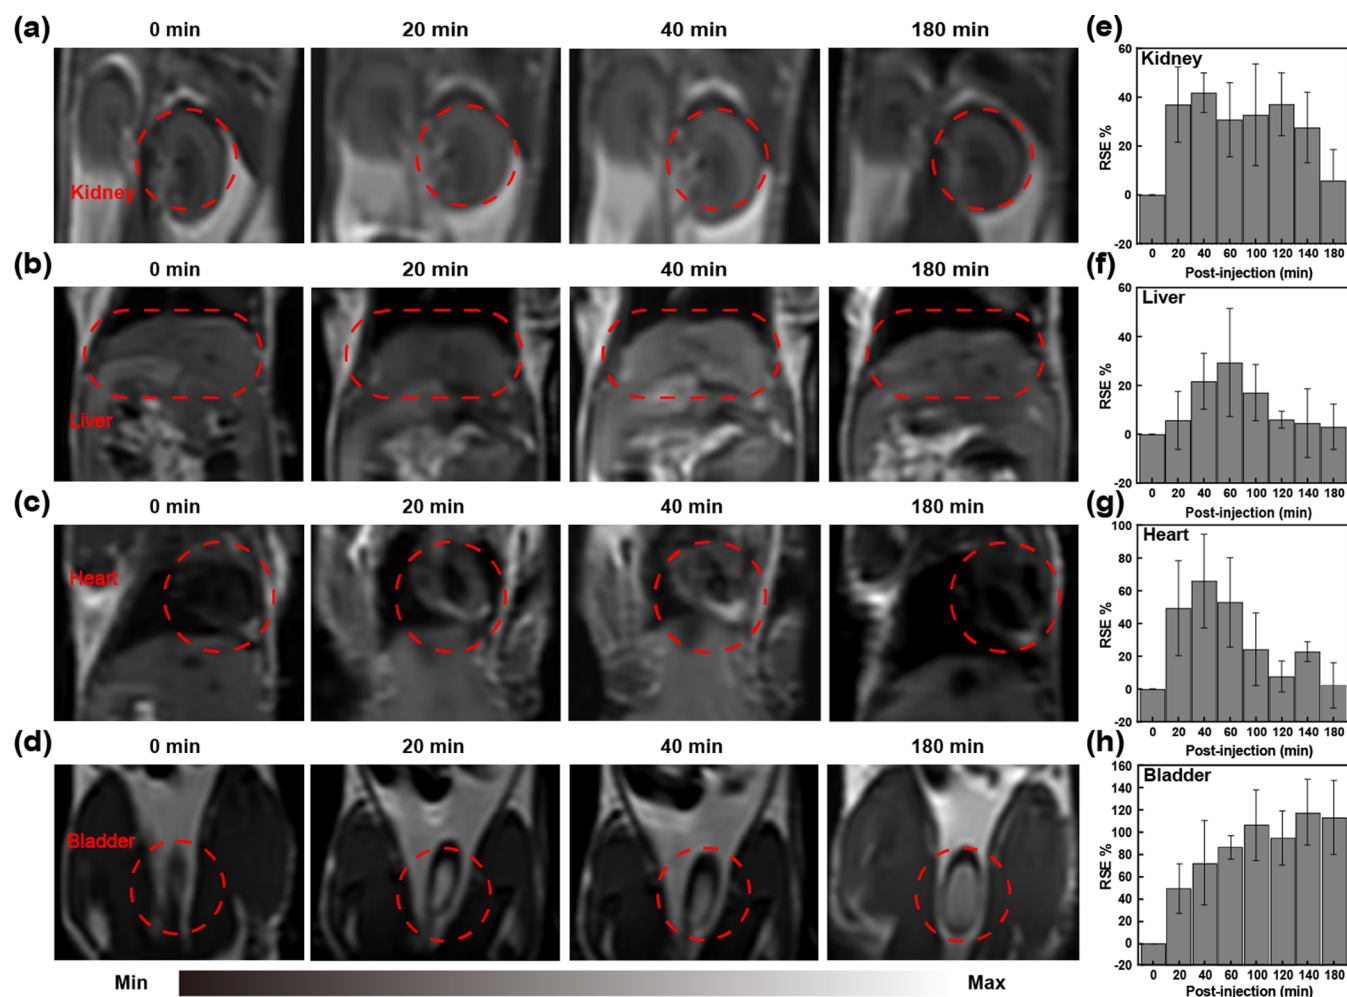 (a) 0 min 20 min 40 min 180 min
Kidney
(b) 0 min 20 min 40 min 180 min
Liver
(c) 0 min 20 min 40 min 180 min
Heart
(d) 0 min 20 min 40 min 180 min
Bladder
Min Max
(e)
Kidney
RSE %
60
40
20
0
-20
0 20 40 60 100 120 140 180
Post-injection (min)
(f)
Liver
RSE %
60
40
20
0
-20
0 20 40 60 100 120 140 180
Post-injection (min)
(g)
Heart
RSE %
100
80
60
40
20
0
-20
0 20 40 60 100 120 140 180
Post-injection (min)
(h)
Bladder
RSE %
160
140
120
100
80
60
40
20
0
-20
0 20 40 60 100 120 140 180
Post-injection (min)